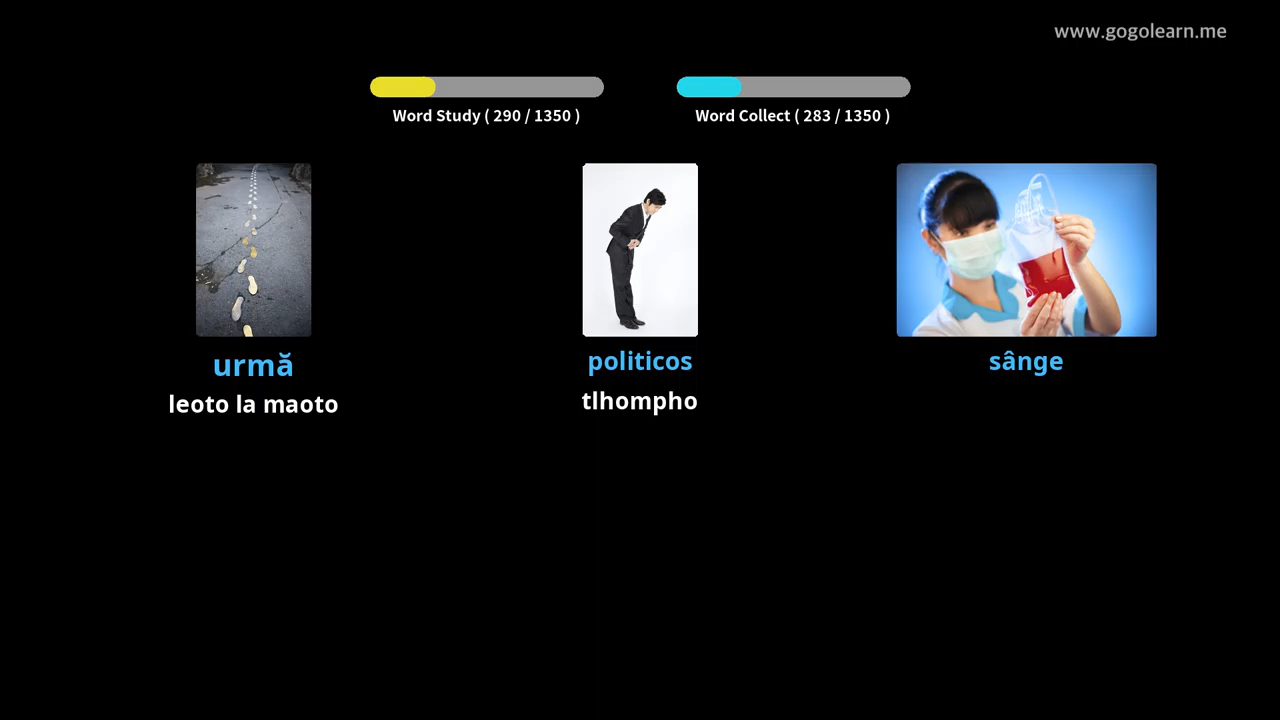 www.gogolearn.me
Word Study ( 290 / 1350 )
Word Collect ( 283 / 1350 )
urmă
leoto la maoto
politicos
tlhompho
sânge